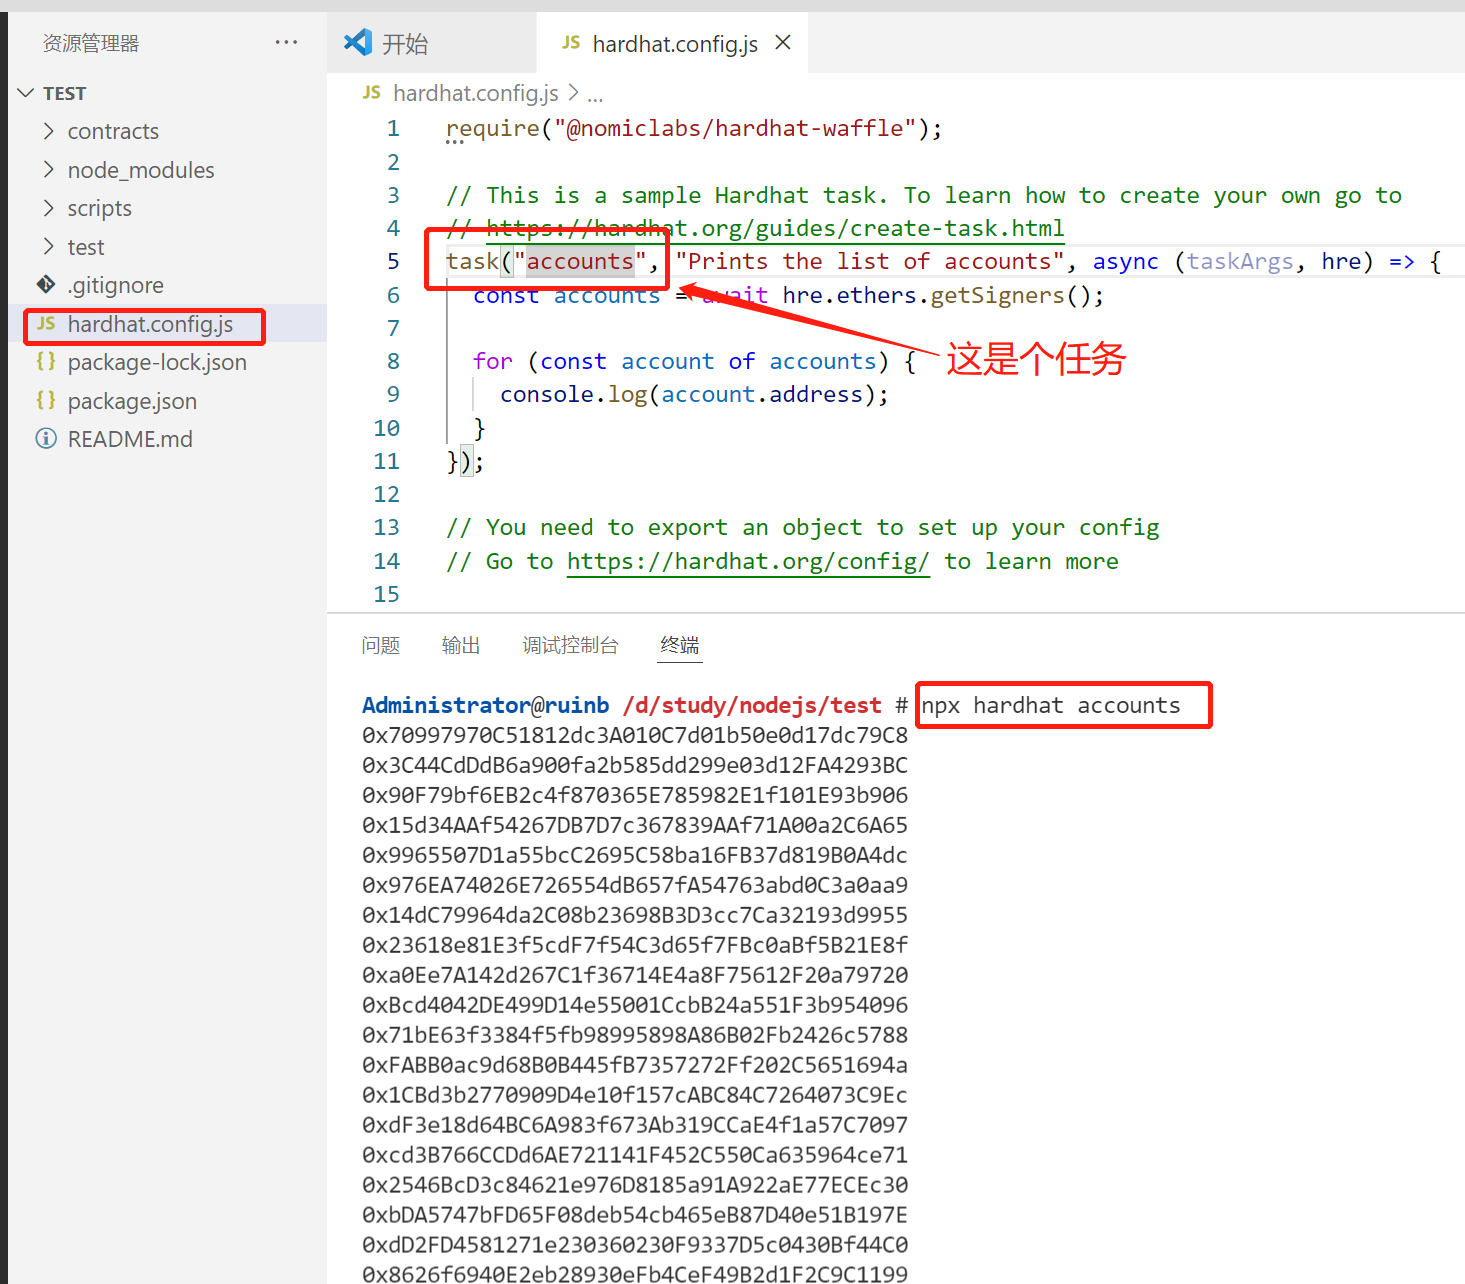 资源管理器 ···
开始
JS hardhat.config.js
TEST
contracts
node_modules
scripts
test
.gitignore
JS hardhat.config.js
{} package-lock.json
{} package.json
README.md
JS hardhat.config.js > ...
1 require("@nomiclabs/hardhat-waffle");
2
3 // This is a sample Hardhat task. To learn how to create your own go to
4 // https://hardhat.org/guides/create-task.html
5 task("accounts", "Prints the list of accounts", async (taskArgs, hre) => {
6 const accounts = await hre.ethers.getSigners();
7
8 for (const account of accounts) {
9 console.log(account.address);
10 }
11 });
12
13 // You need to export an object to set up your config
14 // Go to https://hardhat.org/config/ to learn more
15
这是个任务
问题 输出 调试控制台 终端
Administrator@ruinb /d/study/nodejs/test # npx hardhat accounts
0x70997970C51812dc3A010C7d01b50e0d17dc79C8
0x3C44CdDdB6a900fa2b585dd299e03d12FA4293BC
0x90F79bf6EB2c4f870365E785982E1f101E93b906
0x15d34AAf54267DB7D7c367839AAf71A00a2C6A65
0x9965507D1a55bcC2695C58ba16FB37d819B0A4dc
0x976EA74026E726554dB657fA54763abd0C3a0aa9
0x14dC79964da2C08b23698B3D3cc7Ca32193d9955
0x23618e81E3f5cdF7f54C3d65f7FBc0aBf5B21E8f
0xa0Ee7A142d267C1f36714E4a8F75612F20a79720
0xBcd4042DE499D14e55001CcbB24a551F3b954096
0x71bE63f3384f5fb98995898A86B02Fb2426c5788
0xFABB0ac9d68B0B445fB7357272Ff202C5651694a
0x1CBd3b2770909D4e10f157cABC84C7264073C9Ec
0xdF3e18d64BC6A983f673Ab319CCaE4f1a57C7097
0xcd3B766CCDd6AE721141F452C550Ca635964ce71
0x2546BcD3c84621e976D8185a91A922aE77ECEc30
0xbDA5747bFD65F08deb54cb465eB87D40e51B197E
0xdD2FD4581271e230360230F9337D5c0430Bf44C0
0x8626f6940E2eb28930eFb4CeF49B2d1F2C9C1199